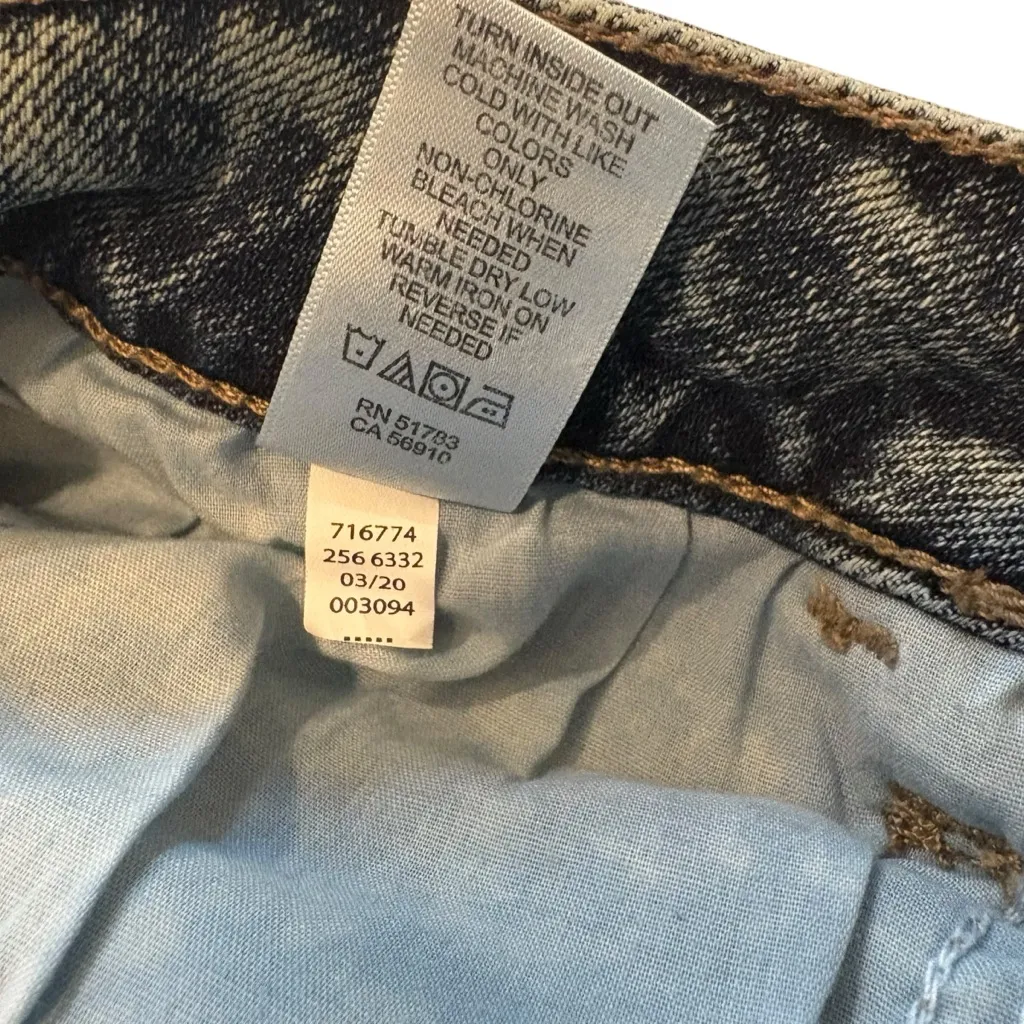 TURN INSIDE OUT
MACHINE WASH
COLD WITH LIKE
COLORS
ONLY
NON-CHLORINE
BLEACH WHEN
NEEDED
TUMBLE DRY LOW
WARM IRON ON
REVERSE IF
NEEDED
RN 51783
CA 56910
716774
256 6332
03/20
003094